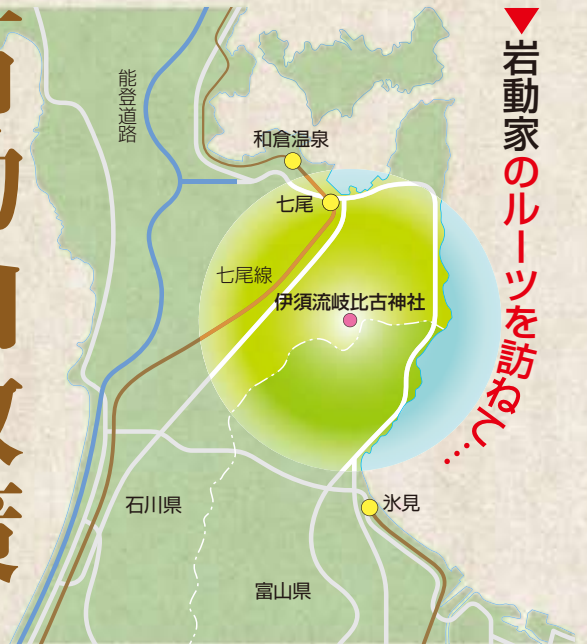 ▼岩動家のルーツを訪ねて…
能登道路
和倉温泉
七尾
七尾線
伊須流岐比古神社
石川県
氷見
富山県